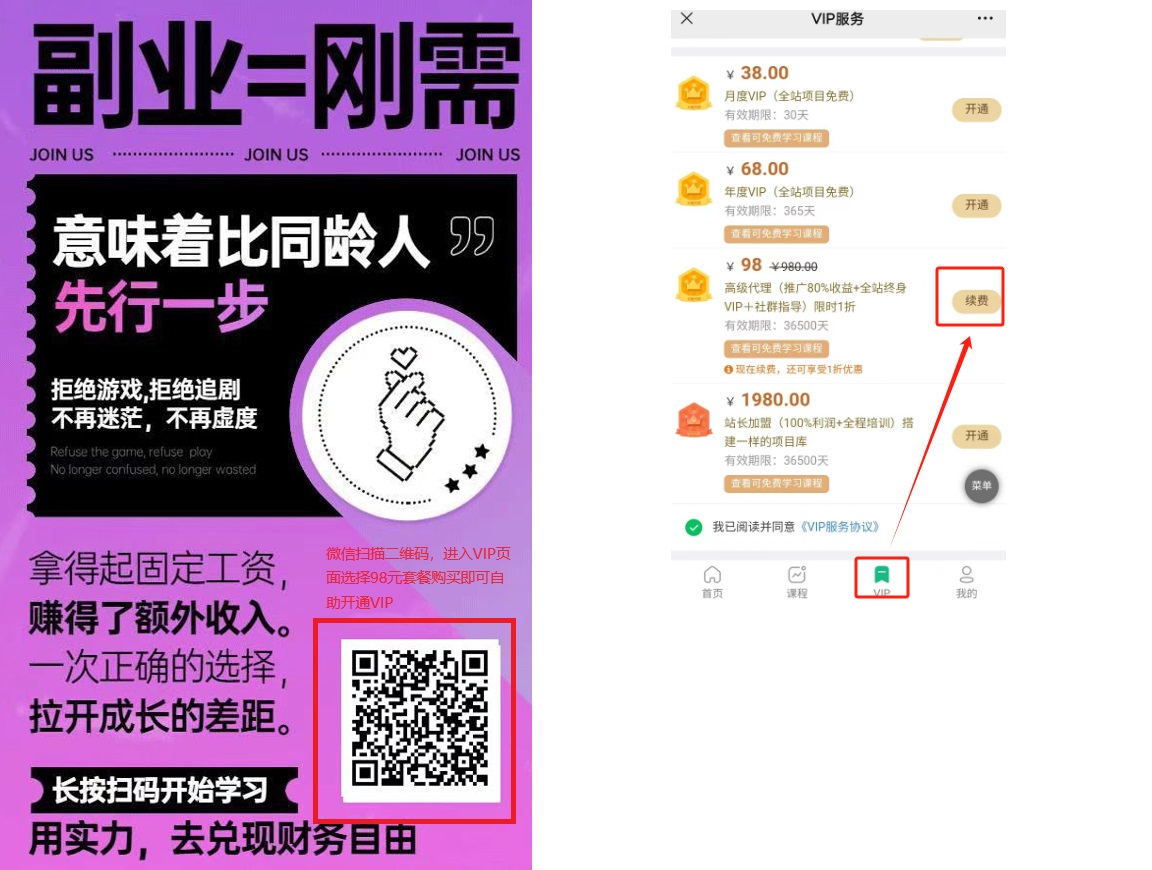 副业=刚需
JOIN US JOIN US JOIN US
意味着比同龄人
先行一步
拒绝游戏,拒绝追剧
不再迷茫，不再虚度
Refuse the game, refuse play
No longer confused, no longer wasted
拿得起固定工资，
赚得了额外收入。
一次正确的选择，
拉开成长的差距。
微信扫描二维码，进入VIP页
面选择98元套餐购买即可自
助开通VIP
长按扫码开始学习
用实力，去兑现财务自由
VIP服务
¥ 38.00
月度VIP（全站项目免费）
有效期限：30天
查看可免费学习课程
开通
¥ 68.00
年度VIP（全站项目免费）
有效期限：365天
查看可免费学习课程
开通
¥ 98 ¥980.00
高级代理（推广80%收益+全站终身
VIP＋社群指导）限时1折
有效期限：36500天
查看可免费学习课程
现在续费，还可享受1折优惠
续费
¥ 1980.00
站长加盟（100%利润+全程培训）搭
建一样的项目库
有效期限：36500天
查看可免费学习课程
开通
菜单
我已阅读并同意《VIP服务协议》
首页 课程 VIP 我的